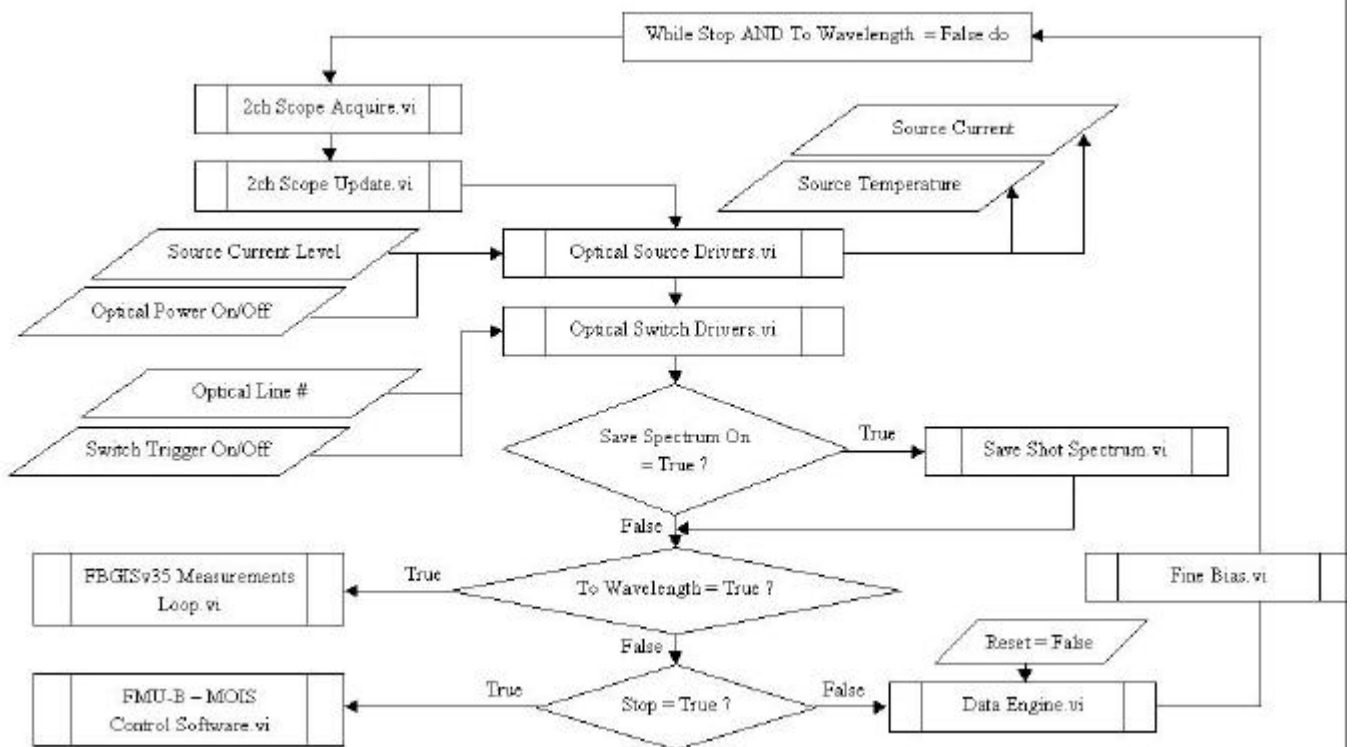 While Stop AND To Wavelength = False do
2ch Scope Acquire.vi
Source Current
2ch Scope Update.vi
Source Temperature
Source Current Level
Optical Source Drivers.vi
Optical Power On/Off
Optical Switch Drivers.vi
Optical Line #
Switch Trigger On/Off
Save Spectrum On
= True ?
True
Save Shot Spectrum.vi
False
FBGISv35 Measurements
Loop.vi
True
To Wavelength = True ?
Fine Bias.vi
False
Reset = False
FMU-B – MOIS
Control Software.vi
True
Stop = True ?
False
Data Engine.vi